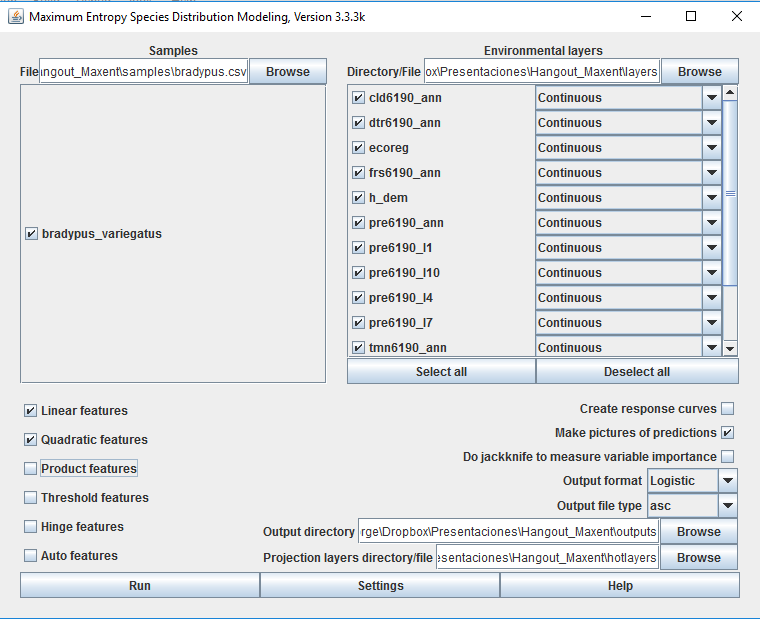 Maximum Entropy Species Distribution Modeling, Version 3.3.3k
Samples
File angout_Maxent\samples\bradypus.csv Browse
bradypus_variegatus
Environmental layers
Directory/File ox\Presentaciones\Hangout_Maxent\layers Browse
cld6190_ann Continuous
dtr6190_ann Continuous
ecoreg Continuous
frs6190_ann Continuous
h_dem Continuous
pre6190_ann Continuous
pre6190_l1 Continuous
pre6190_l10 Continuous
pre6190_l4 Continuous
pre6190_l7 Continuous
tmn6190_ann Continuous
Select all Deselect all
Linear features
Quadratic features
Product features
Threshold features
Hinge features
Auto features
Create response curves
Make pictures of predictions
Do jackknife to measure variable importance
Output format Logistic
Output file type asc
Output directory rge\Dropbox\Presentaciones\Hangout_Maxent\outputs Browse
Projection layers directory/file esentaciones\Hangout_Maxent\hotlayers Browse
Run Settings Help